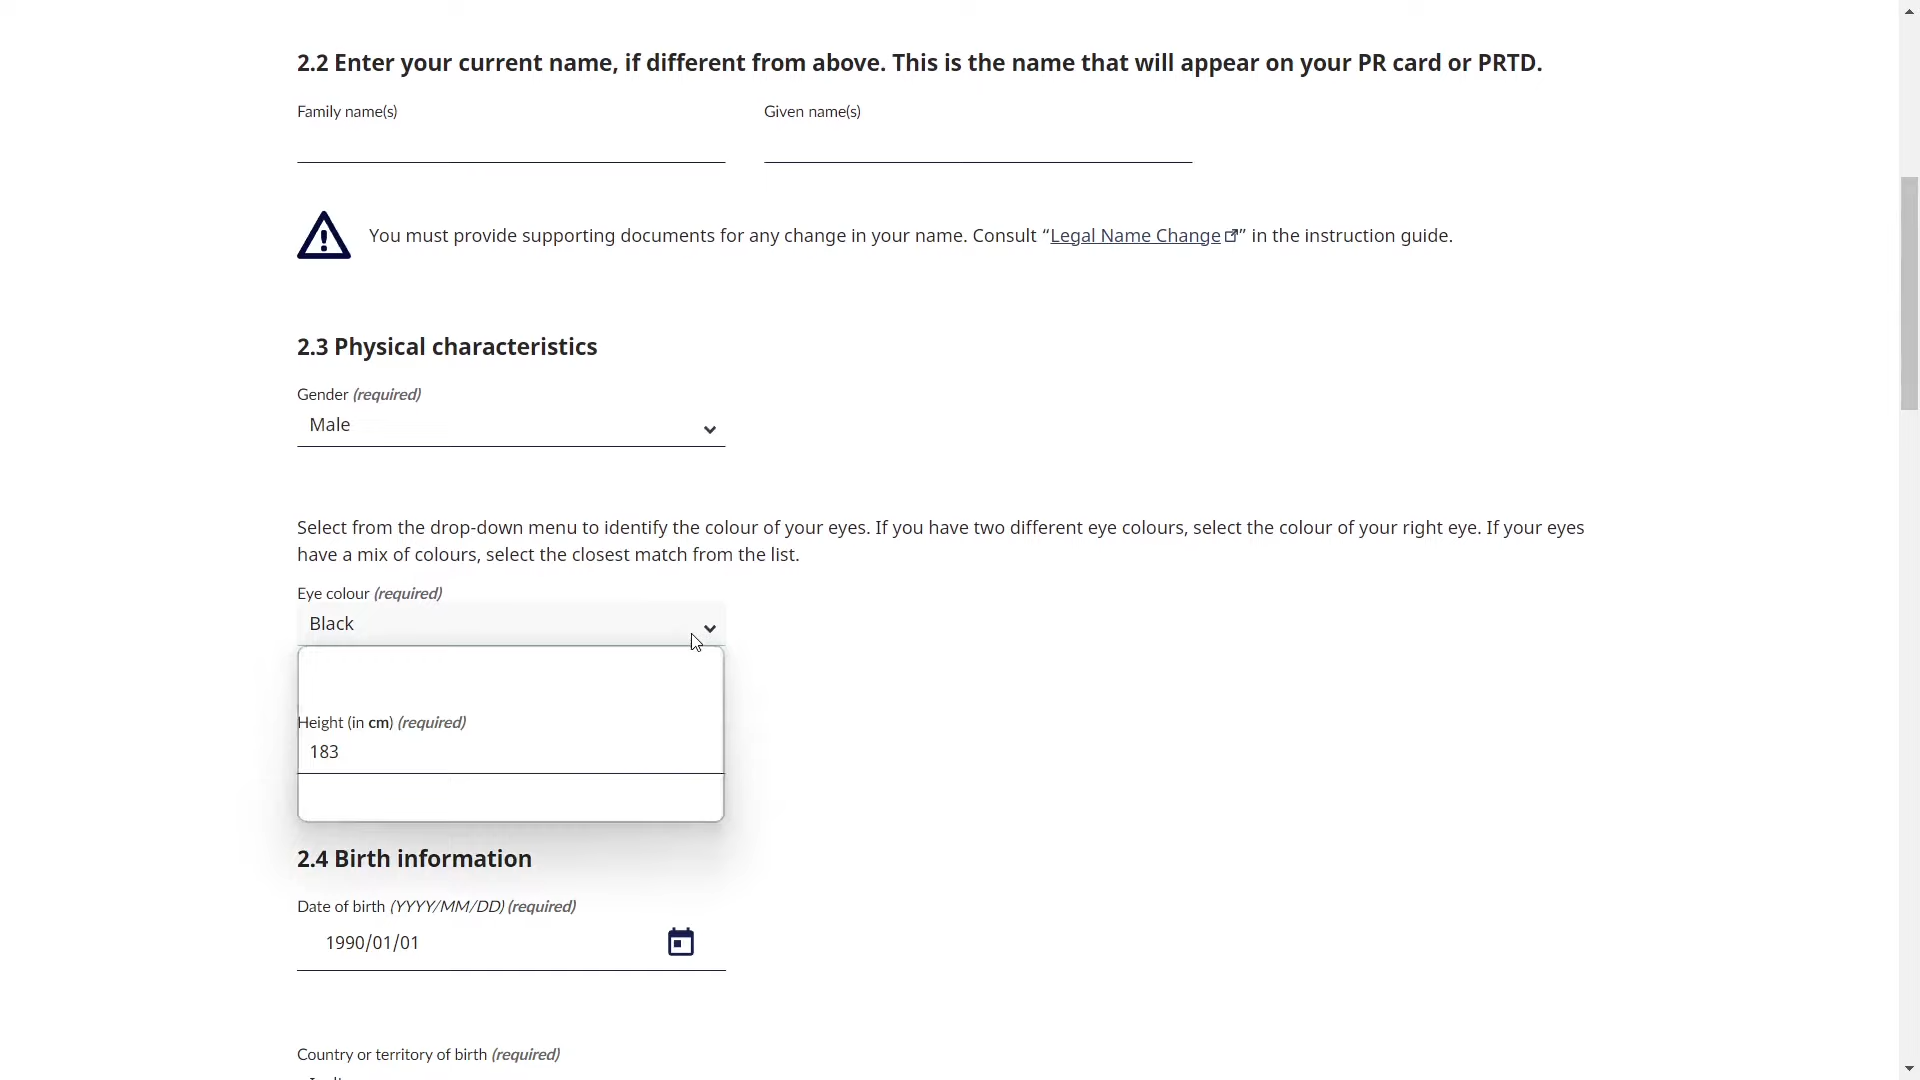 2.2 Enter your current name, if different from above. This is the name that will appear on your PR card or PRTD.
Family name(s)
Given name(s)
You must provide supporting documents for any change in your name. Consult “Legal Name Change” in the instruction guide.
2.3 Physical characteristics
Gender (required)
Male
Select from the drop-down menu to identify the colour of your eyes. If you have two different eye colours, select the colour of your right eye. If your eyes
have a mix of colours, select the closest match from the list.
Eye colour (required)
Black
Height (in cm) (required)
183
2.4 Birth information
Date of birth (YYYY/MM/DD) (required)
1990/01/01
Country or territory of birth (required)